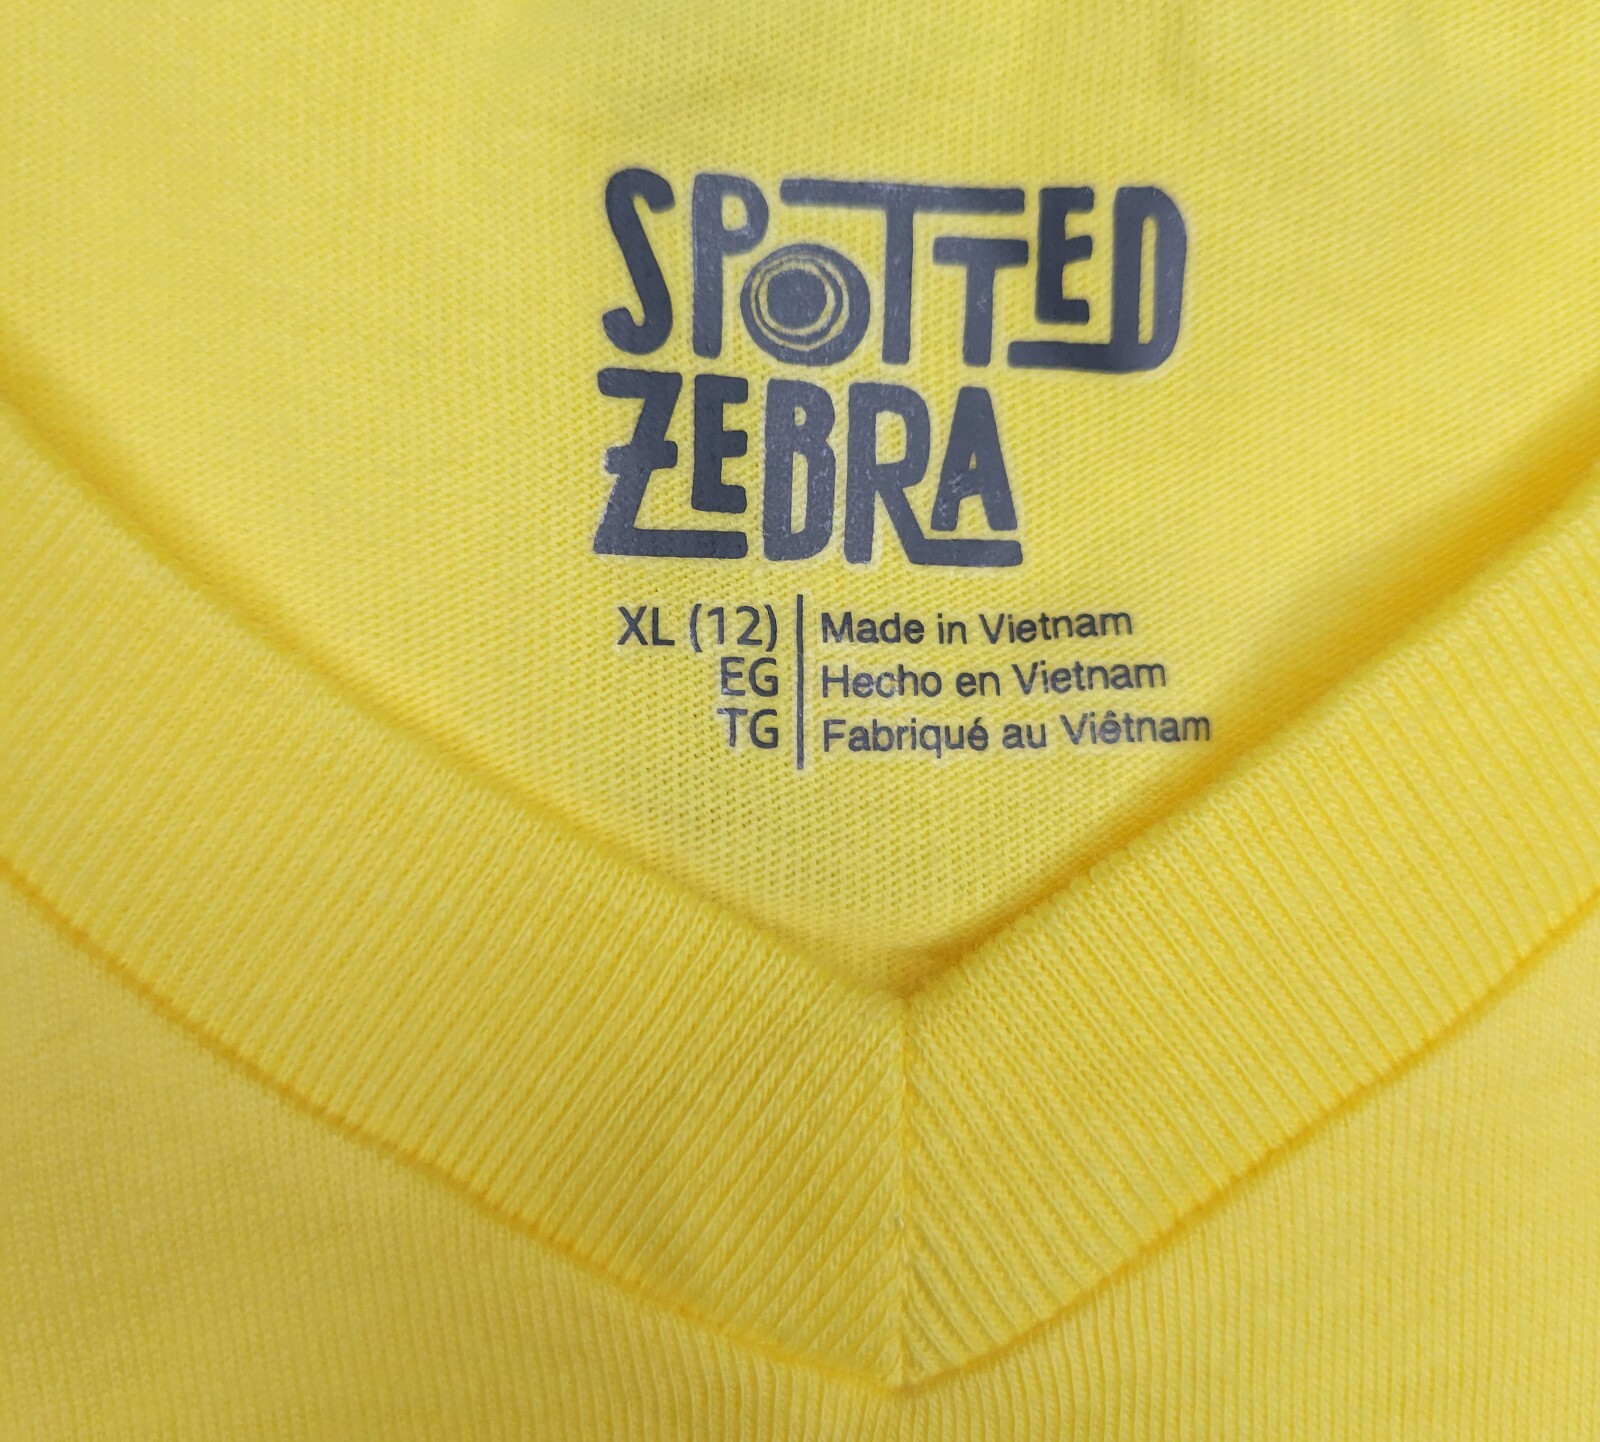 SPOTTED
ZEBRA
XL (12) | Made in Vietnam
EG | Hecho en Vietnam
TG | Fabriqué au Viêtnam